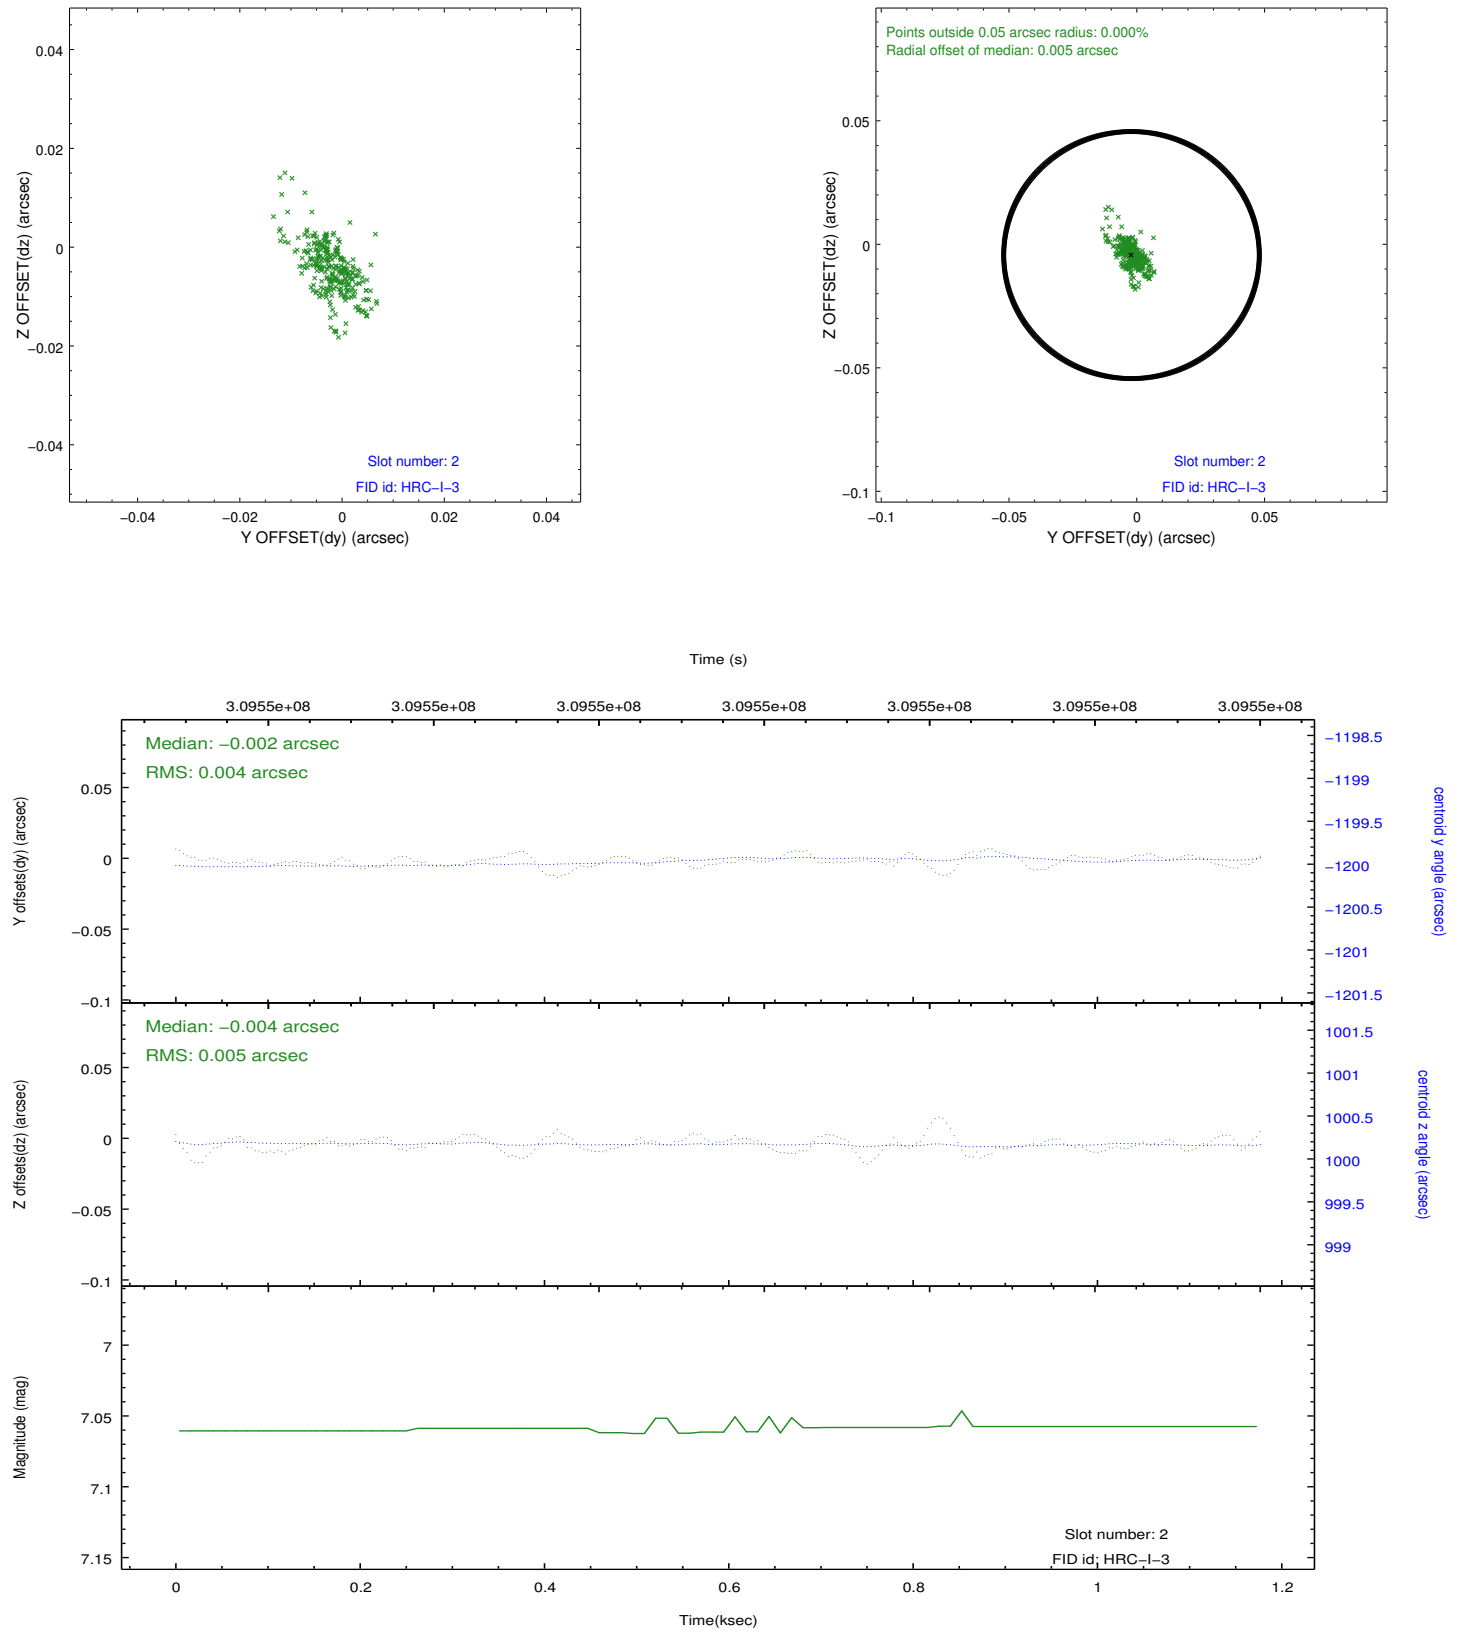 0.04
0.02
0
−0.02
−0.04
Z OFFSET(dz) (arcsec)
Slot number: 2
FID id: HRC−I−3
−0.04 −0.02 0 0.02 0.04
Y OFFSET(dy) (arcsec)
Points outside 0.05 arcsec radius: 0.000%
Radial offset of median: 0.005 arcsec
0.05
0
−0.05
−0.1
Z OFFSET(dz) (arcsec)
Slot number: 2
FID id: HRC−I−3
−0.1 −0.05 0 0.05
Y OFFSET(dy) (arcsec)
Time (s)
3.0955e+08 3.0955e+08 3.0955e+08 3.0955e+08 3.0955e+08 3.0955e+08 3.0955e+08
Median: −0.002 arcsec
RMS: 0.004 arcsec
0.05
0
−0.05
−0.1
Y offsets(dy) (arcsec)
−1198.5
−1199
−1199.5
−1200
−1200.5
−1201
−1201.5
centroid y angle (arcsec)
Median: −0.004 arcsec
RMS: 0.005 arcsec
0.05
0
−0.05
−0.1
Z offsets(dz) (arcsec)
1001.5
1001
1000.5
1000
999.5
999
centroid z angle (arcsec)
7
7.05
7.1
7.15
Magnitude (mag)
Slot number: 2
FID id: HRC−I−3
0 0.2 0.4 0.6 0.8 1 1.2
Time(ksec)